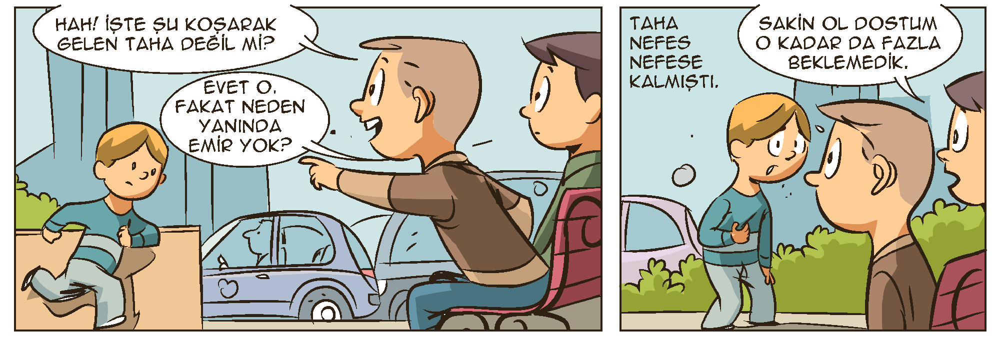 HAH! İŞTE ŞU KOŞARAK
GELEN TAHA DEĞİL Mİ?
EVET O.
FAKAT NEDEN
YANINDA
EMİR YOK?
TAHA
NEFES
NEFESE
KALMIŞTI.
SAKİN OL DOSTUM
O KADAR DA FAZLA
BEKLEMEDİK.